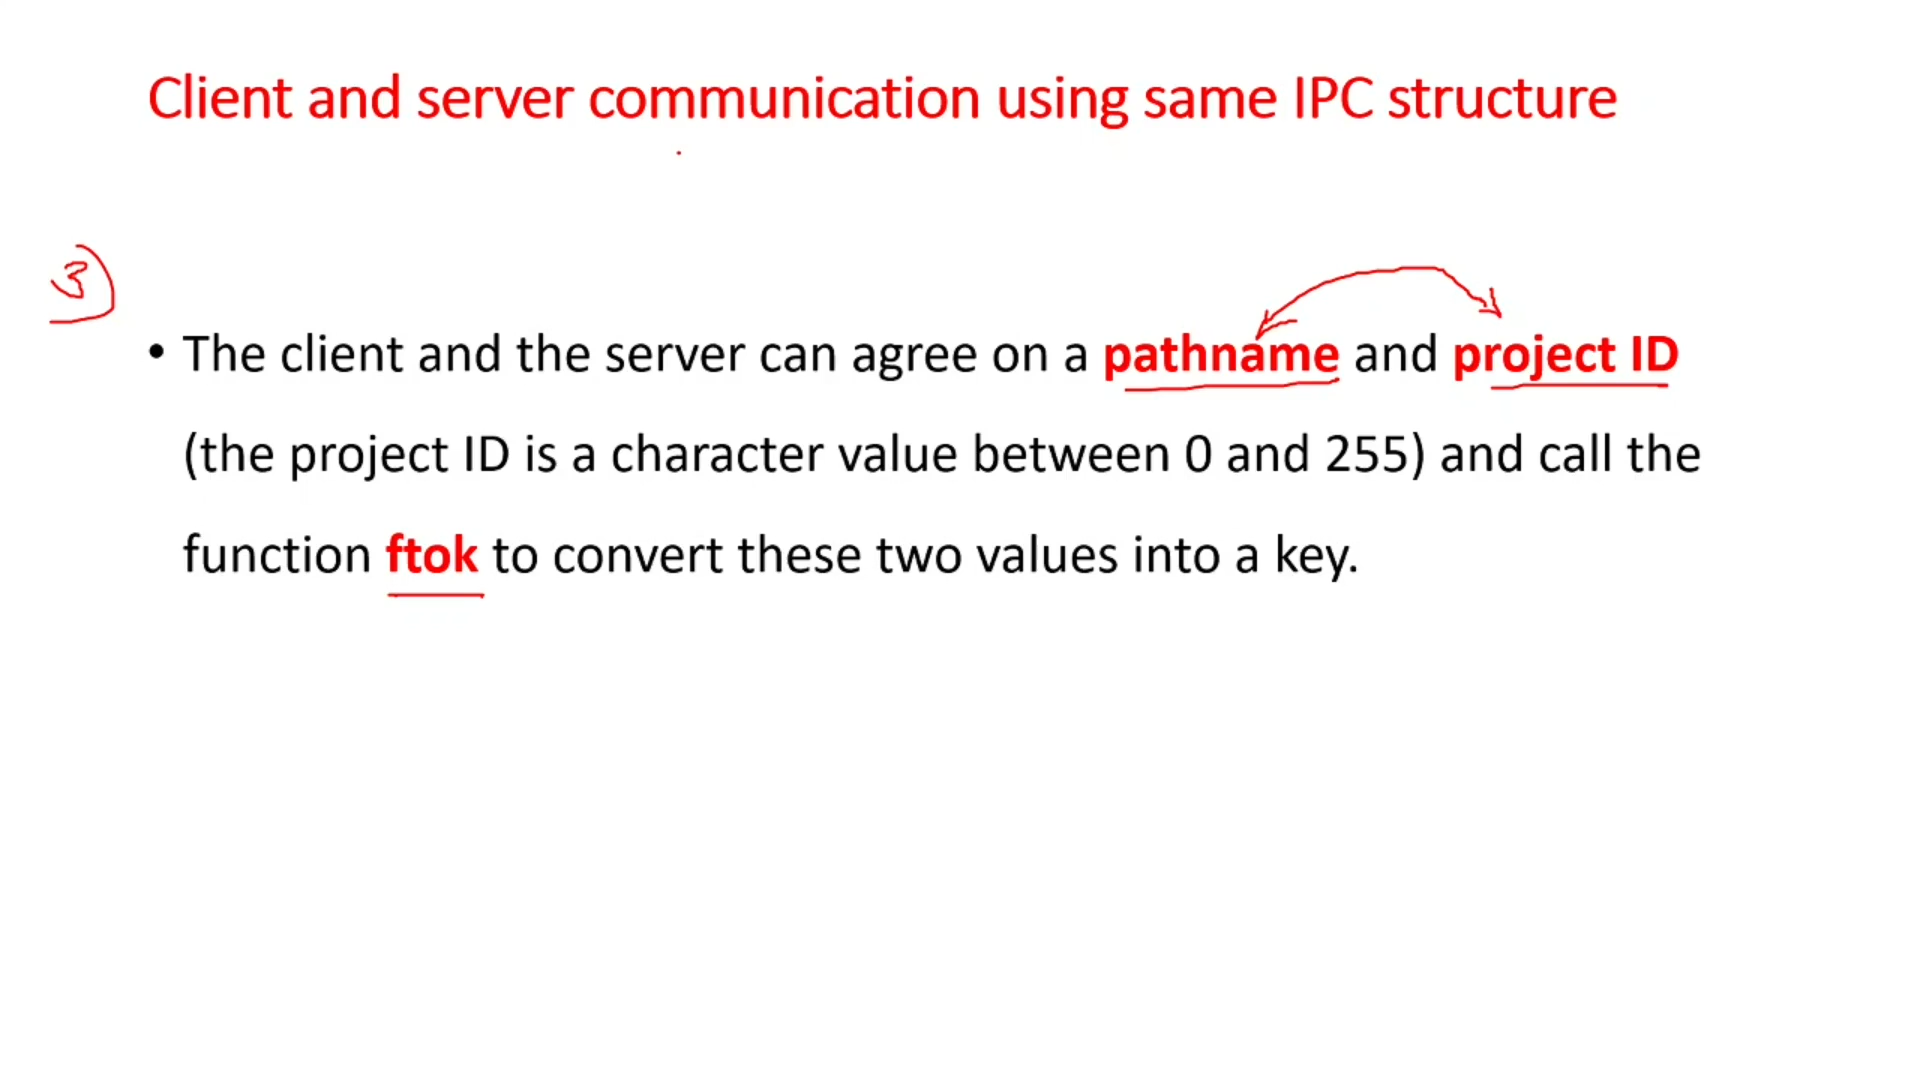 Client and server communication using same IPC structure
3
• The client and the server can agree on a pathname and project ID
(the project ID is a character value between 0 and 255) and call the
function ftok to convert these two values into a key.